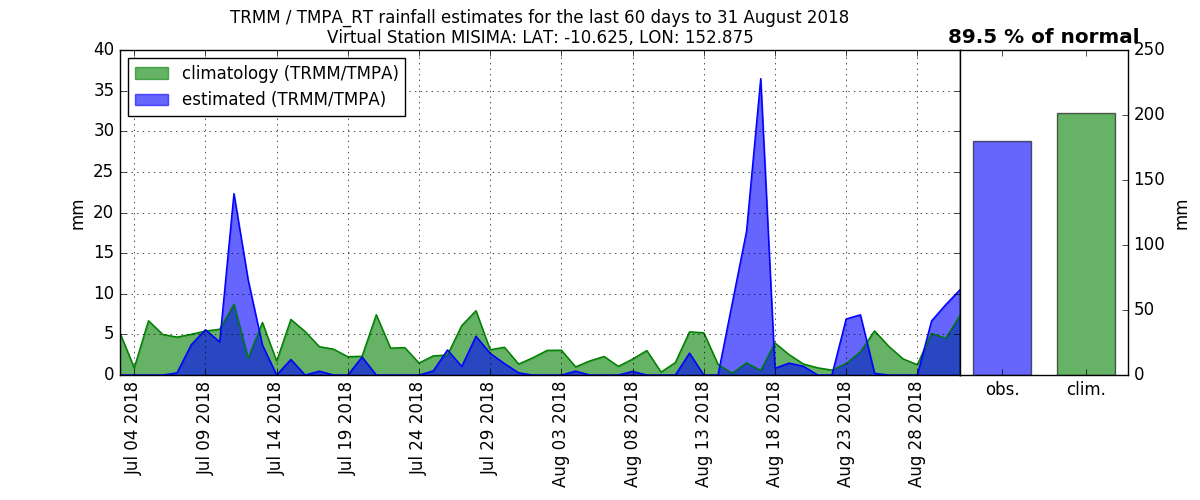 TRMM / TMPA_RT rainfall estimates for the last 60 days to 31 August 2018
Virtual Station MISIMA: LAT: -10.625, LON: 152.875
89.5 % of normal
climatology (TRMM/TMPA)
estimated (TRMM/TMPA)
mm
40
35
30
25
20
15
10
5
0
Jul 04 2018
Jul 09 2018
Jul 14 2018
Jul 19 2018
Jul 24 2018
Jul 29 2018
Aug 03 2018
Aug 08 2018
Aug 13 2018
Aug 18 2018
Aug 23 2018
Aug 28 2018
obs.
clim.
250
200
150
100
50
0
mm